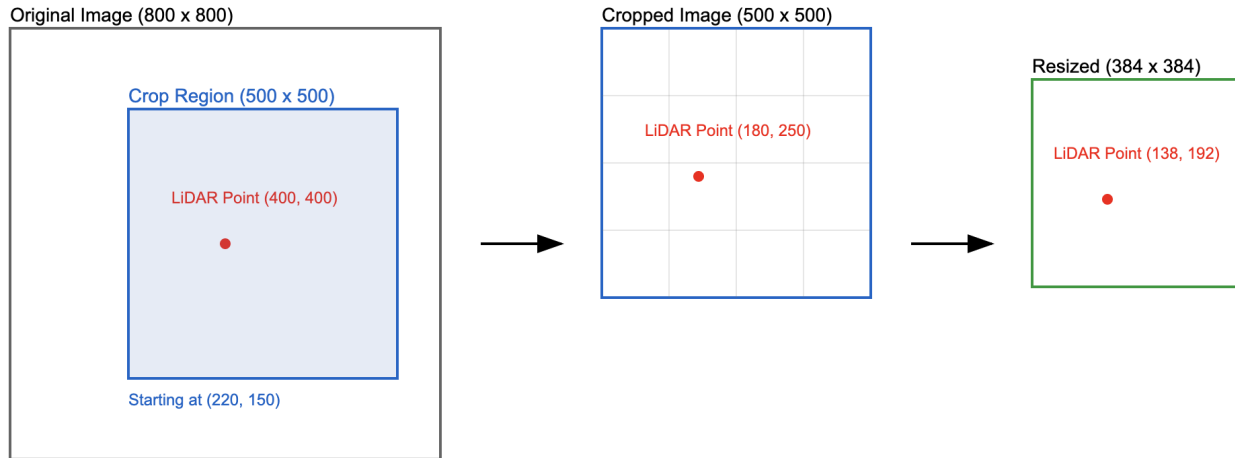 Original Image (800 x 800)
Crop Region (500 x 500)
LiDAR Point (400, 400)
Starting at (220, 150)
Cropped Image (500 x 500)
LiDAR Point (180, 250)
Resized (384 x 384)
LiDAR Point (138, 192)